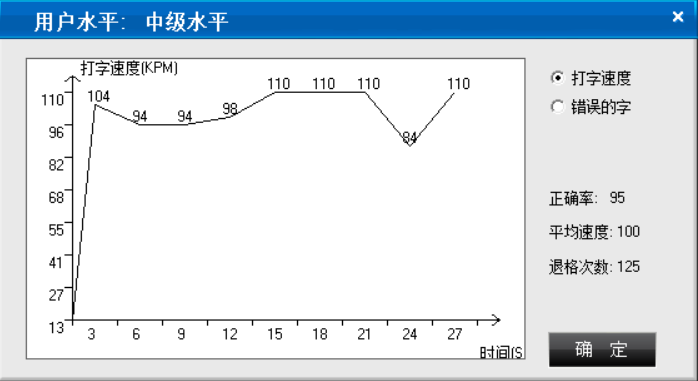 用户水平: 中级水平
×
打字速度(KPM)
110
96
82
68
55
41
27
13
104
94
94
98
110
110
110
84
110
3 6 9 12 15 18 21 24 27
时间(S
打字速度
错误的字
正确率: 95
平均速度: 100
退格次数: 125
确 定